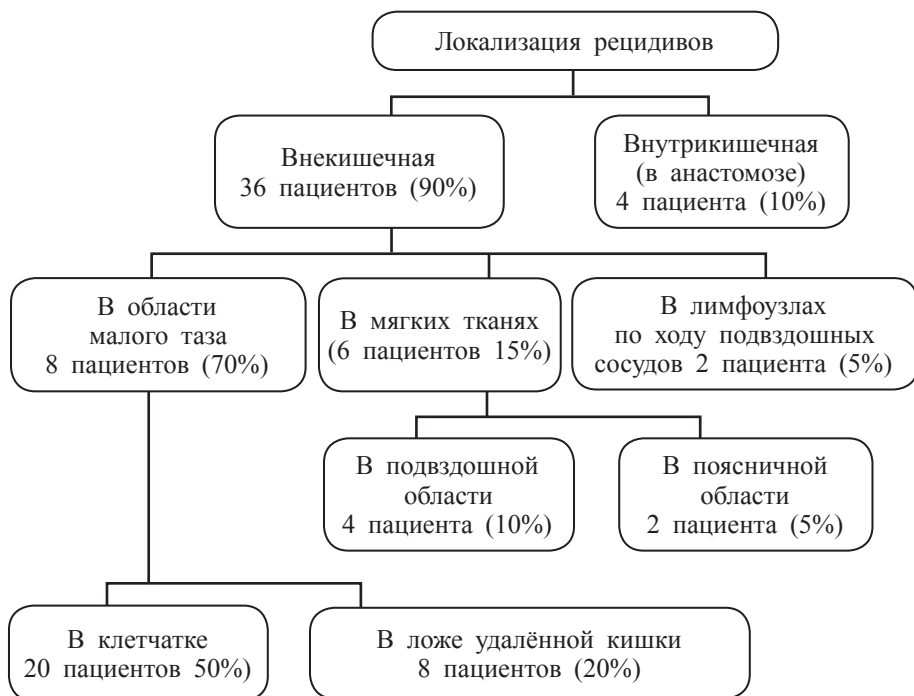 Локализация рецидивов
Внекишечная
36 пациентов (90%)
Внутрикишечная
(в анастомозе)
4 пациента (10%)
В области
малого таза
8 пациентов (70%)
В мягких тканях
(6 пациентов 15%)
В лимфоузлах
по ходу подвздошных
сосудов 2 пациента (5%)
В подвздошной
области
4 пациента (10%)
В поясничной
области
2 пациента (5%)
В клетчатке
20 пациентов 50%)
В ложе удалённой кишки
8 пациентов (20%)